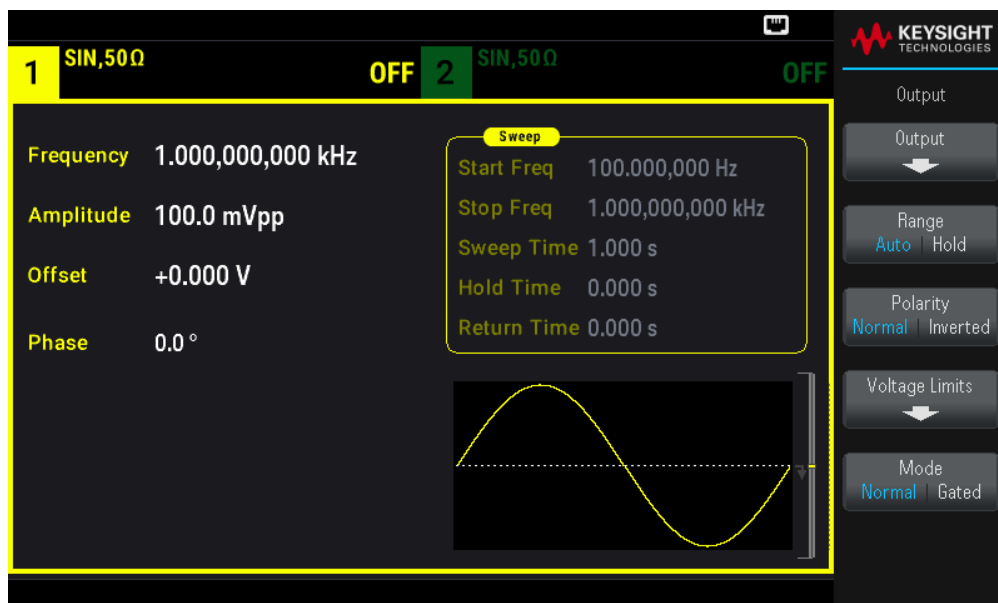 KEYSIGHT
TECHNOLOGIES
1 SIN,50Ω OFF
2 SIN,50Ω OFF
Frequency 1.000,000,000 kHz
Amplitude 100.0 mVpp
Offset +0.000 V
Phase 0.0 °
Sweep
Start Freq 100.000,000 Hz
Stop Freq 1.000,000,000 kHz
Sweep Time 1.000 s
Hold Time 0.000 s
Return Time 0.000 s
Output
Output
Range
Auto | Hold
Polarity
Normal | Inverted
Voltage Limits
Mode
Normal | Gated